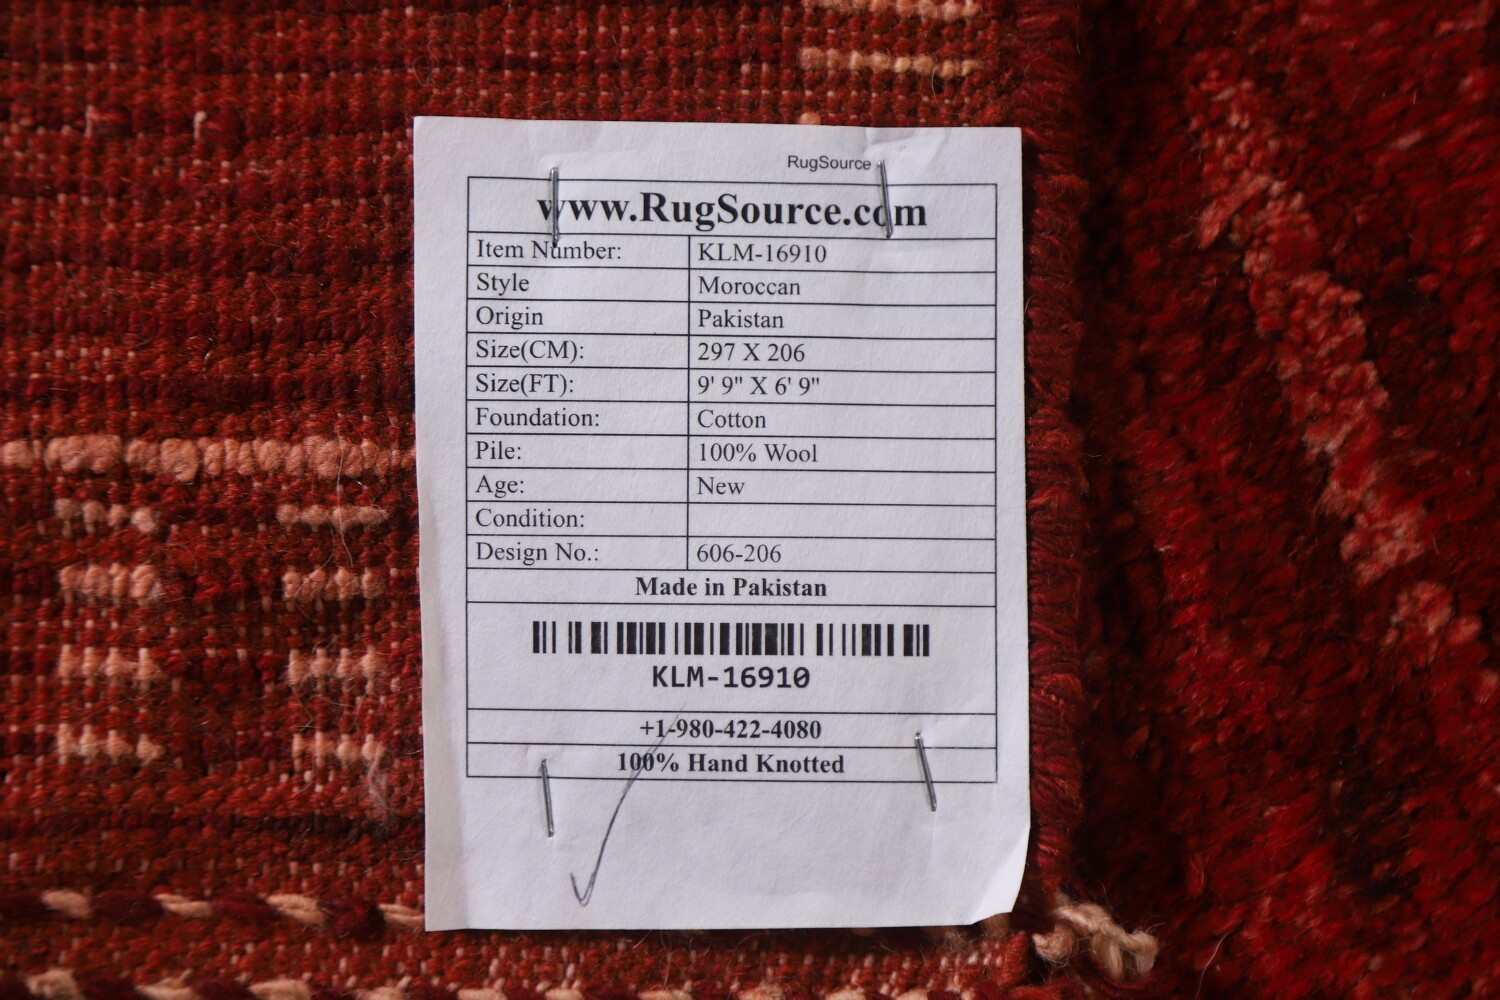 RugSource
www.RugSource.com
Item Number: KLM-16910
Style Moroccan
Origin Pakistan
Size(CM): 297 X 206
Size(FT): 9' 9" X 6' 9"
Foundation: Cotton
Pile: 100% Wool
Age: New
Condition:
Design No.: 606-206
Made in Pakistan
KLM-16910
+1-980-422-4080
100% Hand Knotted